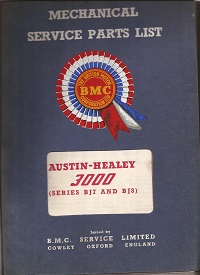 MECHANICAL
SERVICE PARTS LIST
BMC
AUSTIN-HEALEY
3000
(SERIES BJ7 AND BJ8)
Issued by
B.M.C. SERVICE LIMITED
COWLEY OXFORD ENGLAND